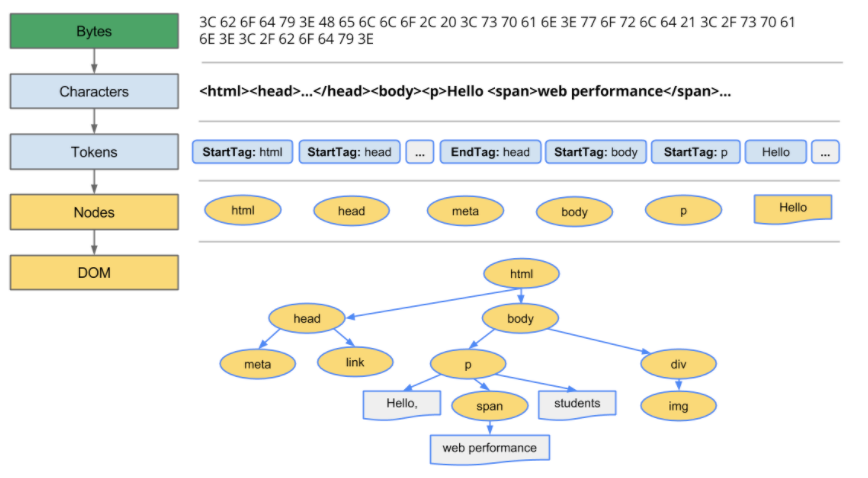 Bytes
3C 62 6F 64 79 3E 48 65 6C 6C 6F 2C 20 3C 73 70 61 6E 3E 77 6F 72 6C 64 21 3C 2F 73 70 61
6E 3E 3C 2F 62 6F 64 79 3E
Characters
<html><head>...</head><body><p>Hello <span>web performance</span>...
Tokens
StartTag: html
StartTag: head
...
EndTag: head
StartTag: body
StartTag: p
Hello
...
Nodes
html
head
meta
body
p
Hello
DOM
html
head
body
meta
link
p
div
Hello,
span
students
img
web performance